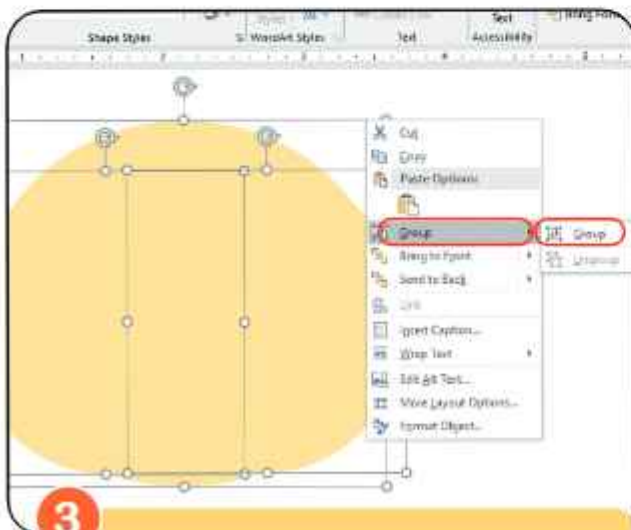 Text
Shape Styles
WordArt Styles
Text
Accessibility
Cut
Copy
Paste Options
Group
Group
Bring to Front
Ungroup
Send to Back
Link
Insert Caption...
Wrap Text
Edit Alt Text...
More Layout Options...
Format Object...
3